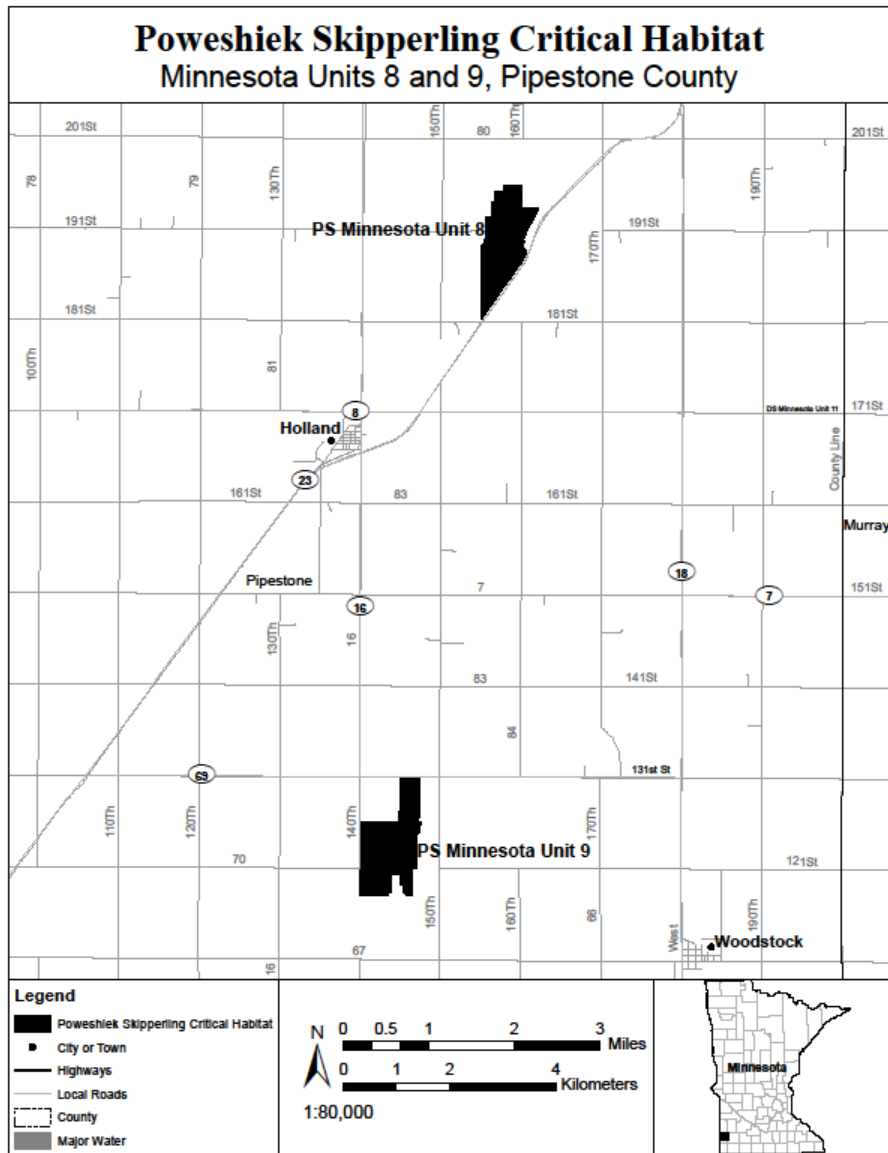 Poweshiek Skipperling Critical Habitat
Minnesota Units 8 and 9, Pipestone County
201St
150Th
80
160Th
201St
78
79
130Th
190Th
191St
PS Minnesota Unit 8
170Th
191St
191St
181St
181St
181St
100Th
81
8
DS Minnesota Unit 11
171St
Holland
County Line
23
161St
83
161St
Murray
18
Pipestone
7
7
151St
16
130Th
16
83
141St
84
69
131st St
110Th
120Th
140Th
170Th
70
PS Minnesota Unit 9
121St
150Th
160Th
66
190Th
West
Woodstock
16
67
Legend
Poweshiek Skipperling Critical Habitat
City or Town
Highways
Local Roads
County
Major Water
N
0 0.5 1 2 3
Miles
0 1 2 4
Kilometers
1:80,000
Minnesota